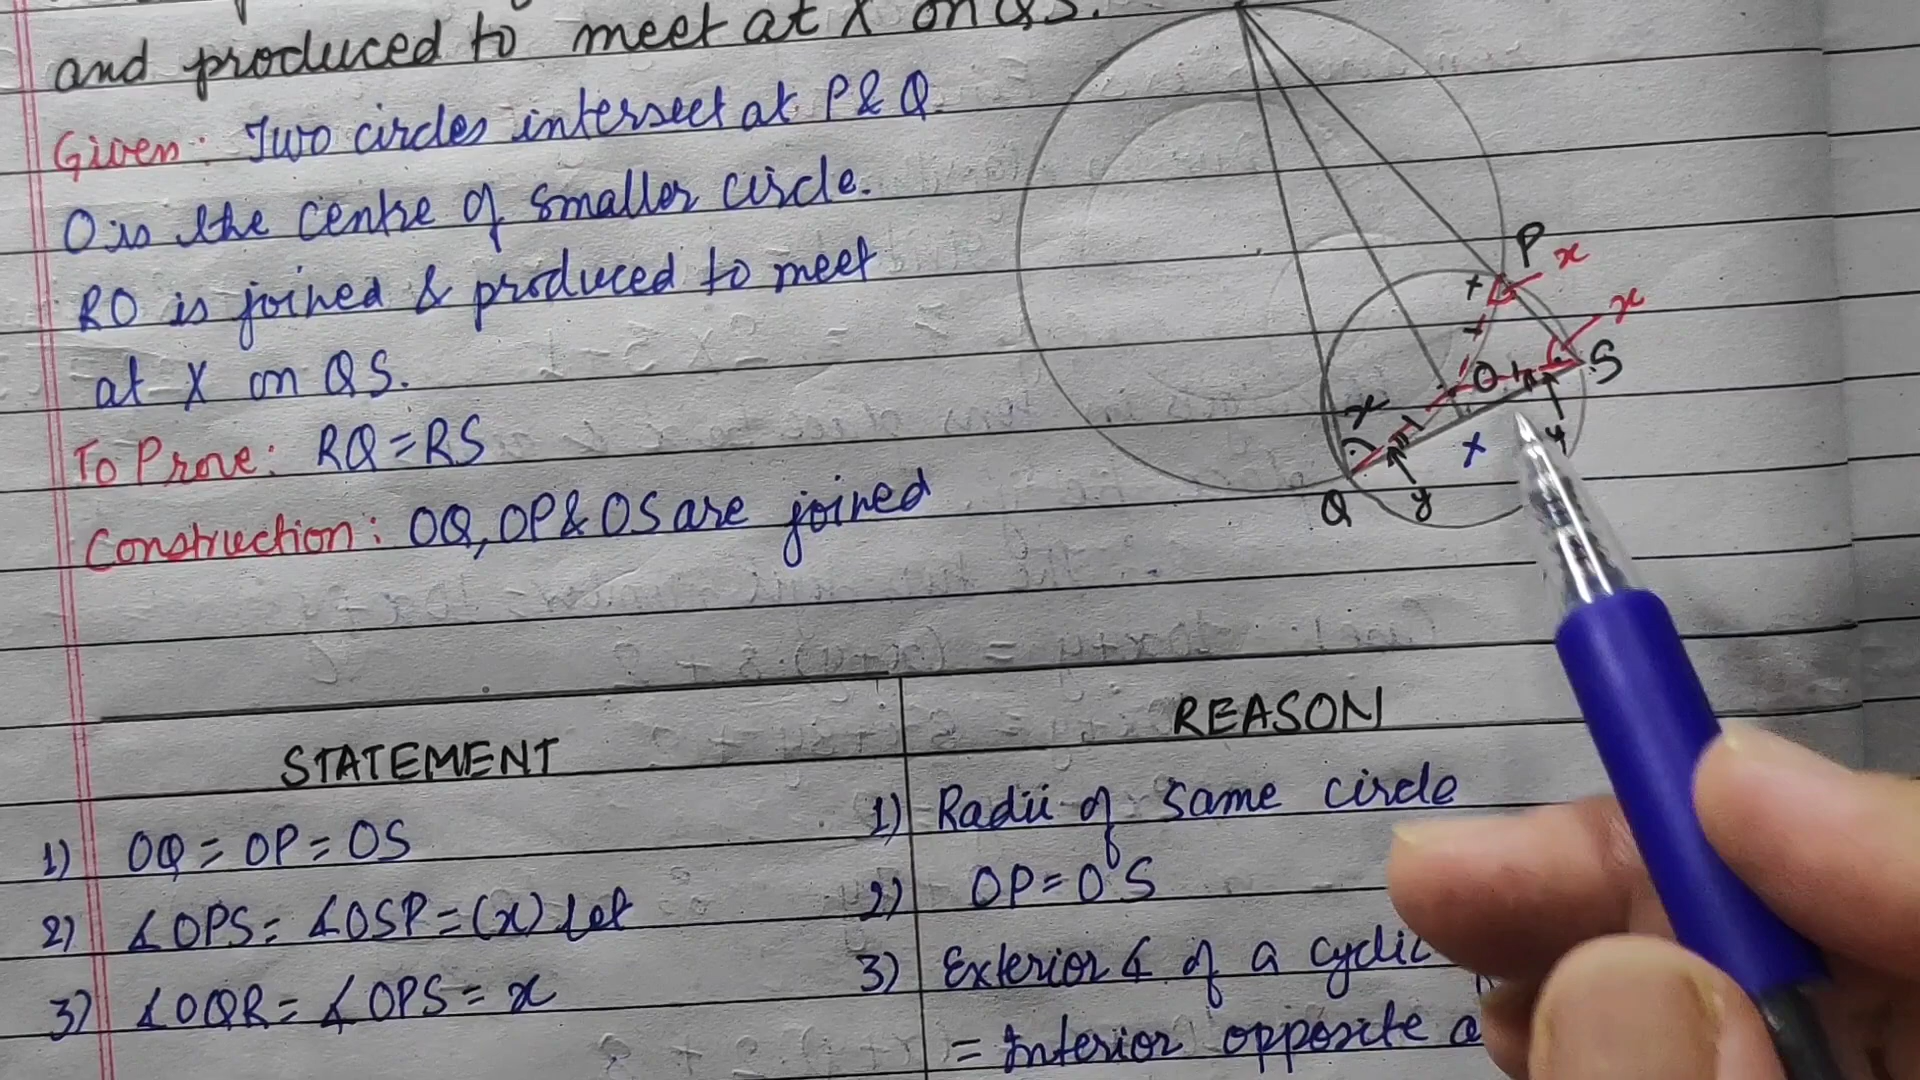 and produced to meet at X on QS.
Given: Two circles intersect at P & Q.
O is the centre of smaller circle.
RO is joined & produced to meet
at X on QS.
To Prove: RQ=RS
Construction: OQ, OP & OS are joined
P
x
x
S
O
x
X
y
y
Q
STATEMENT
REASON
1) OQ = OP = OS
1) Radii of same circle
2) ∡OPS = ∡OSP = (x) Let
2) OP = OS
3) ∡OQR = ∡OPS = x
3) Exterior ∡ of a cyclic
= Interior opposite